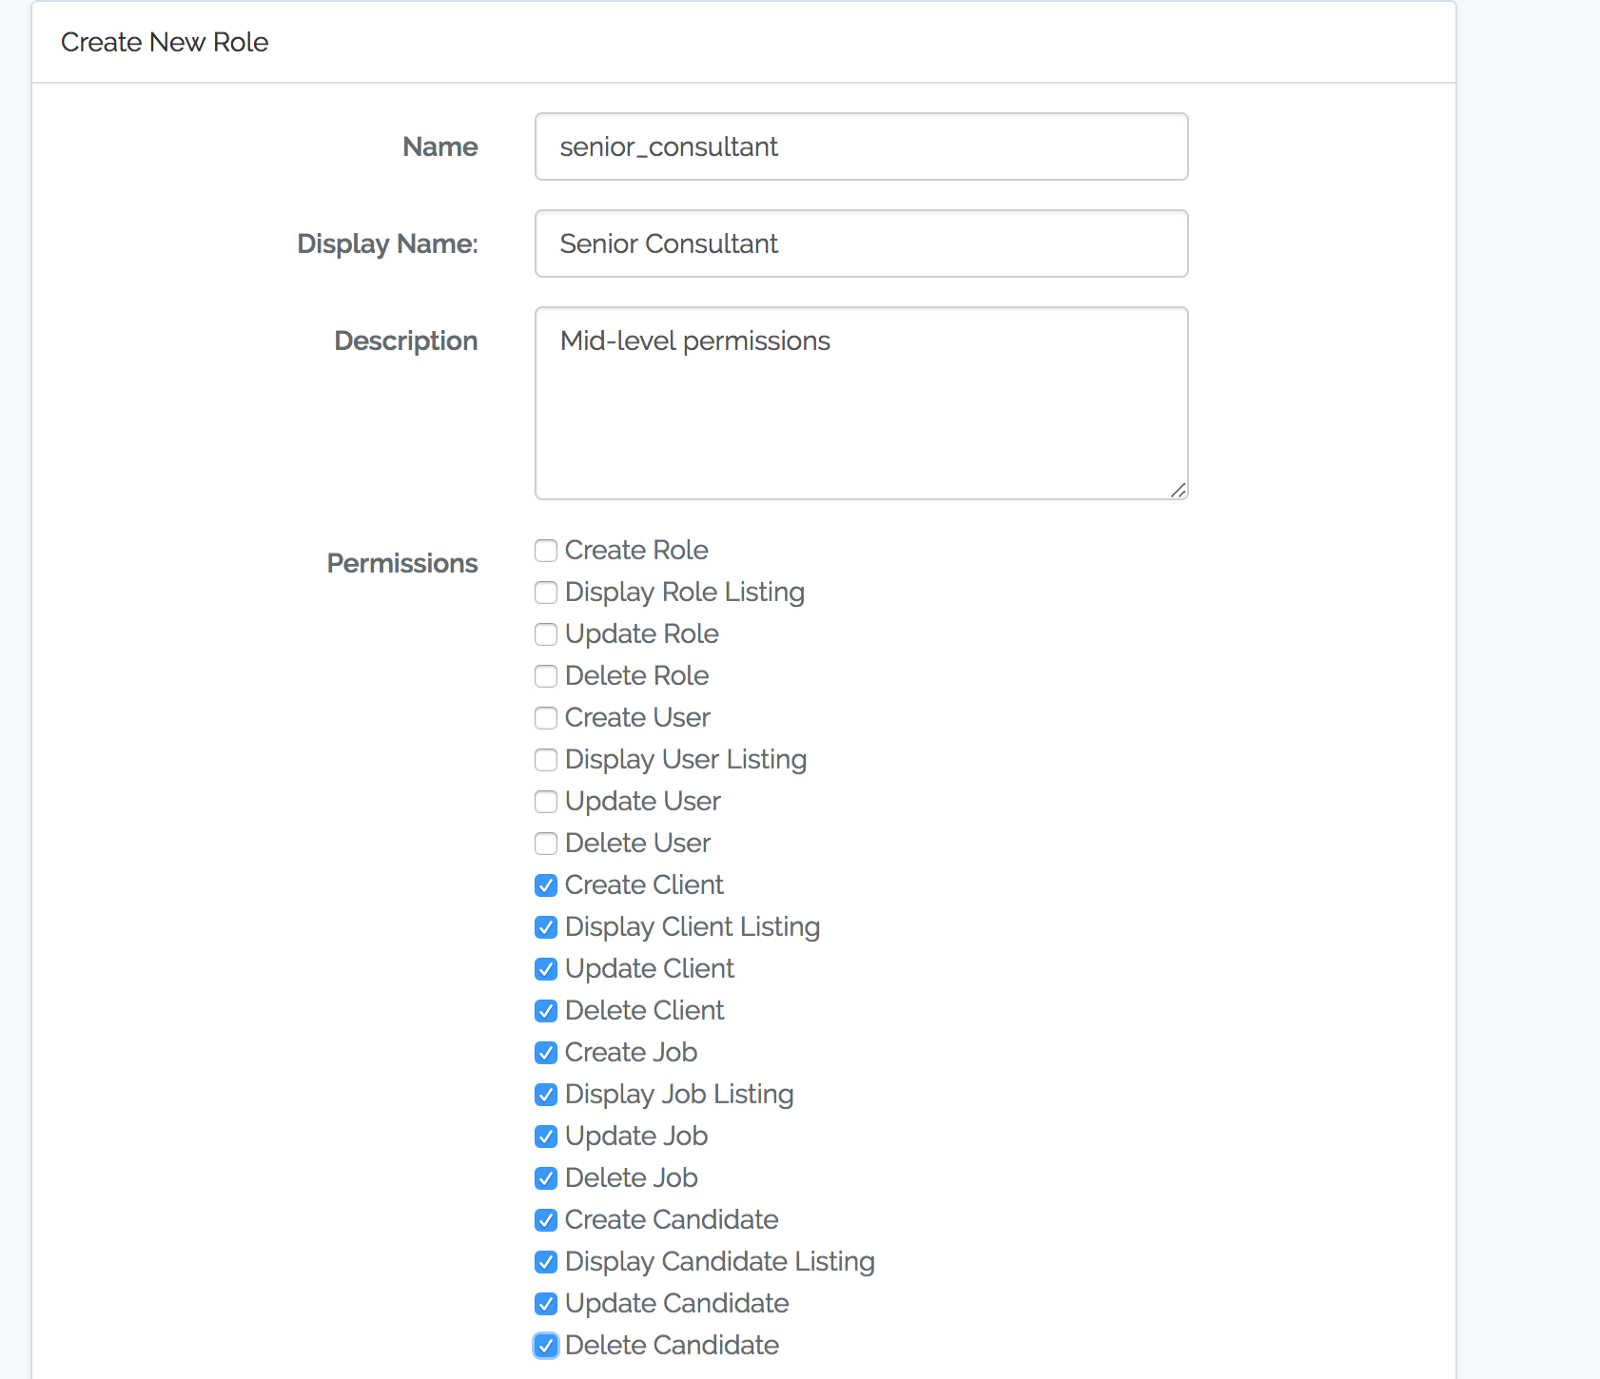 Create New Role
Name
senior_consultant
Display Name:
Senior Consultant
Description
Mid-level permissions
Permissions
Create Role
Display Role Listing
Update Role
Delete Role
Create User
Display User Listing
Update User
Delete User
Create Client
Display Client Listing
Update Client
Delete Client
Create Job
Display Job Listing
Update Job
Delete Job
Create Candidate
Display Candidate Listing
Update Candidate
Delete Candidate